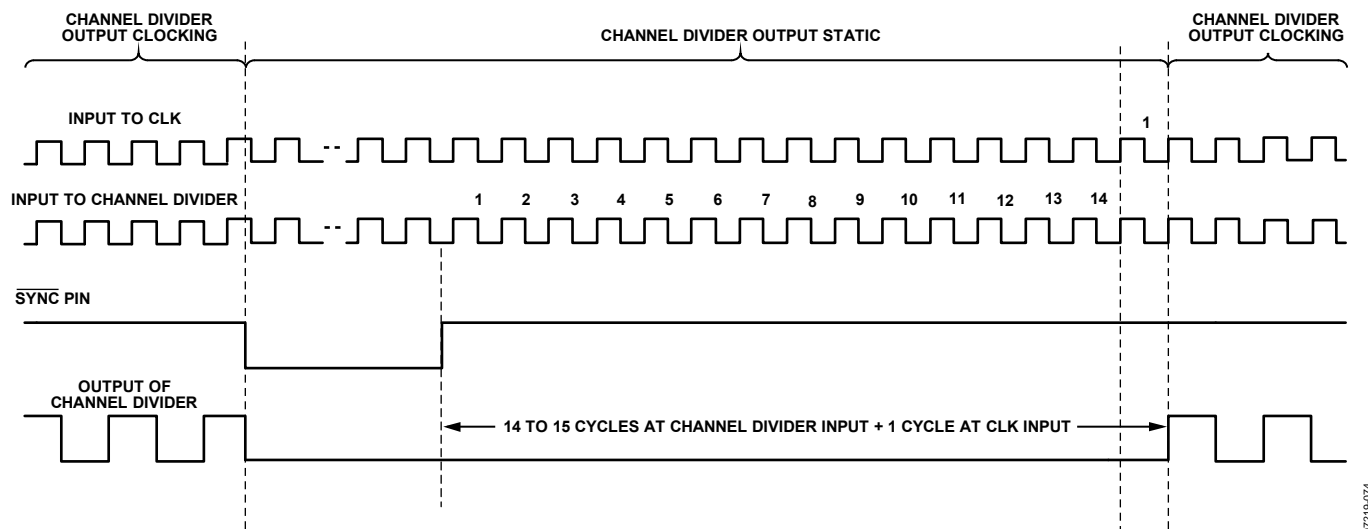 CHANNEL DIVIDER
OUTPUT CLOCKING
CHANNEL DIVIDER OUTPUT STATIC
CHANNEL DIVIDER
OUTPUT CLOCKING
INPUT TO CLK
1
INPUT TO CHANNEL DIVIDER
1 2 3 4 5 6 7 8 9 10 11 12 13 14
SYNC PIN
OUTPUT OF
CHANNEL DIVIDER
14 TO 15 CYCLES AT CHANNEL DIVIDER INPUT + 1 CYCLE AT CLK INPUT